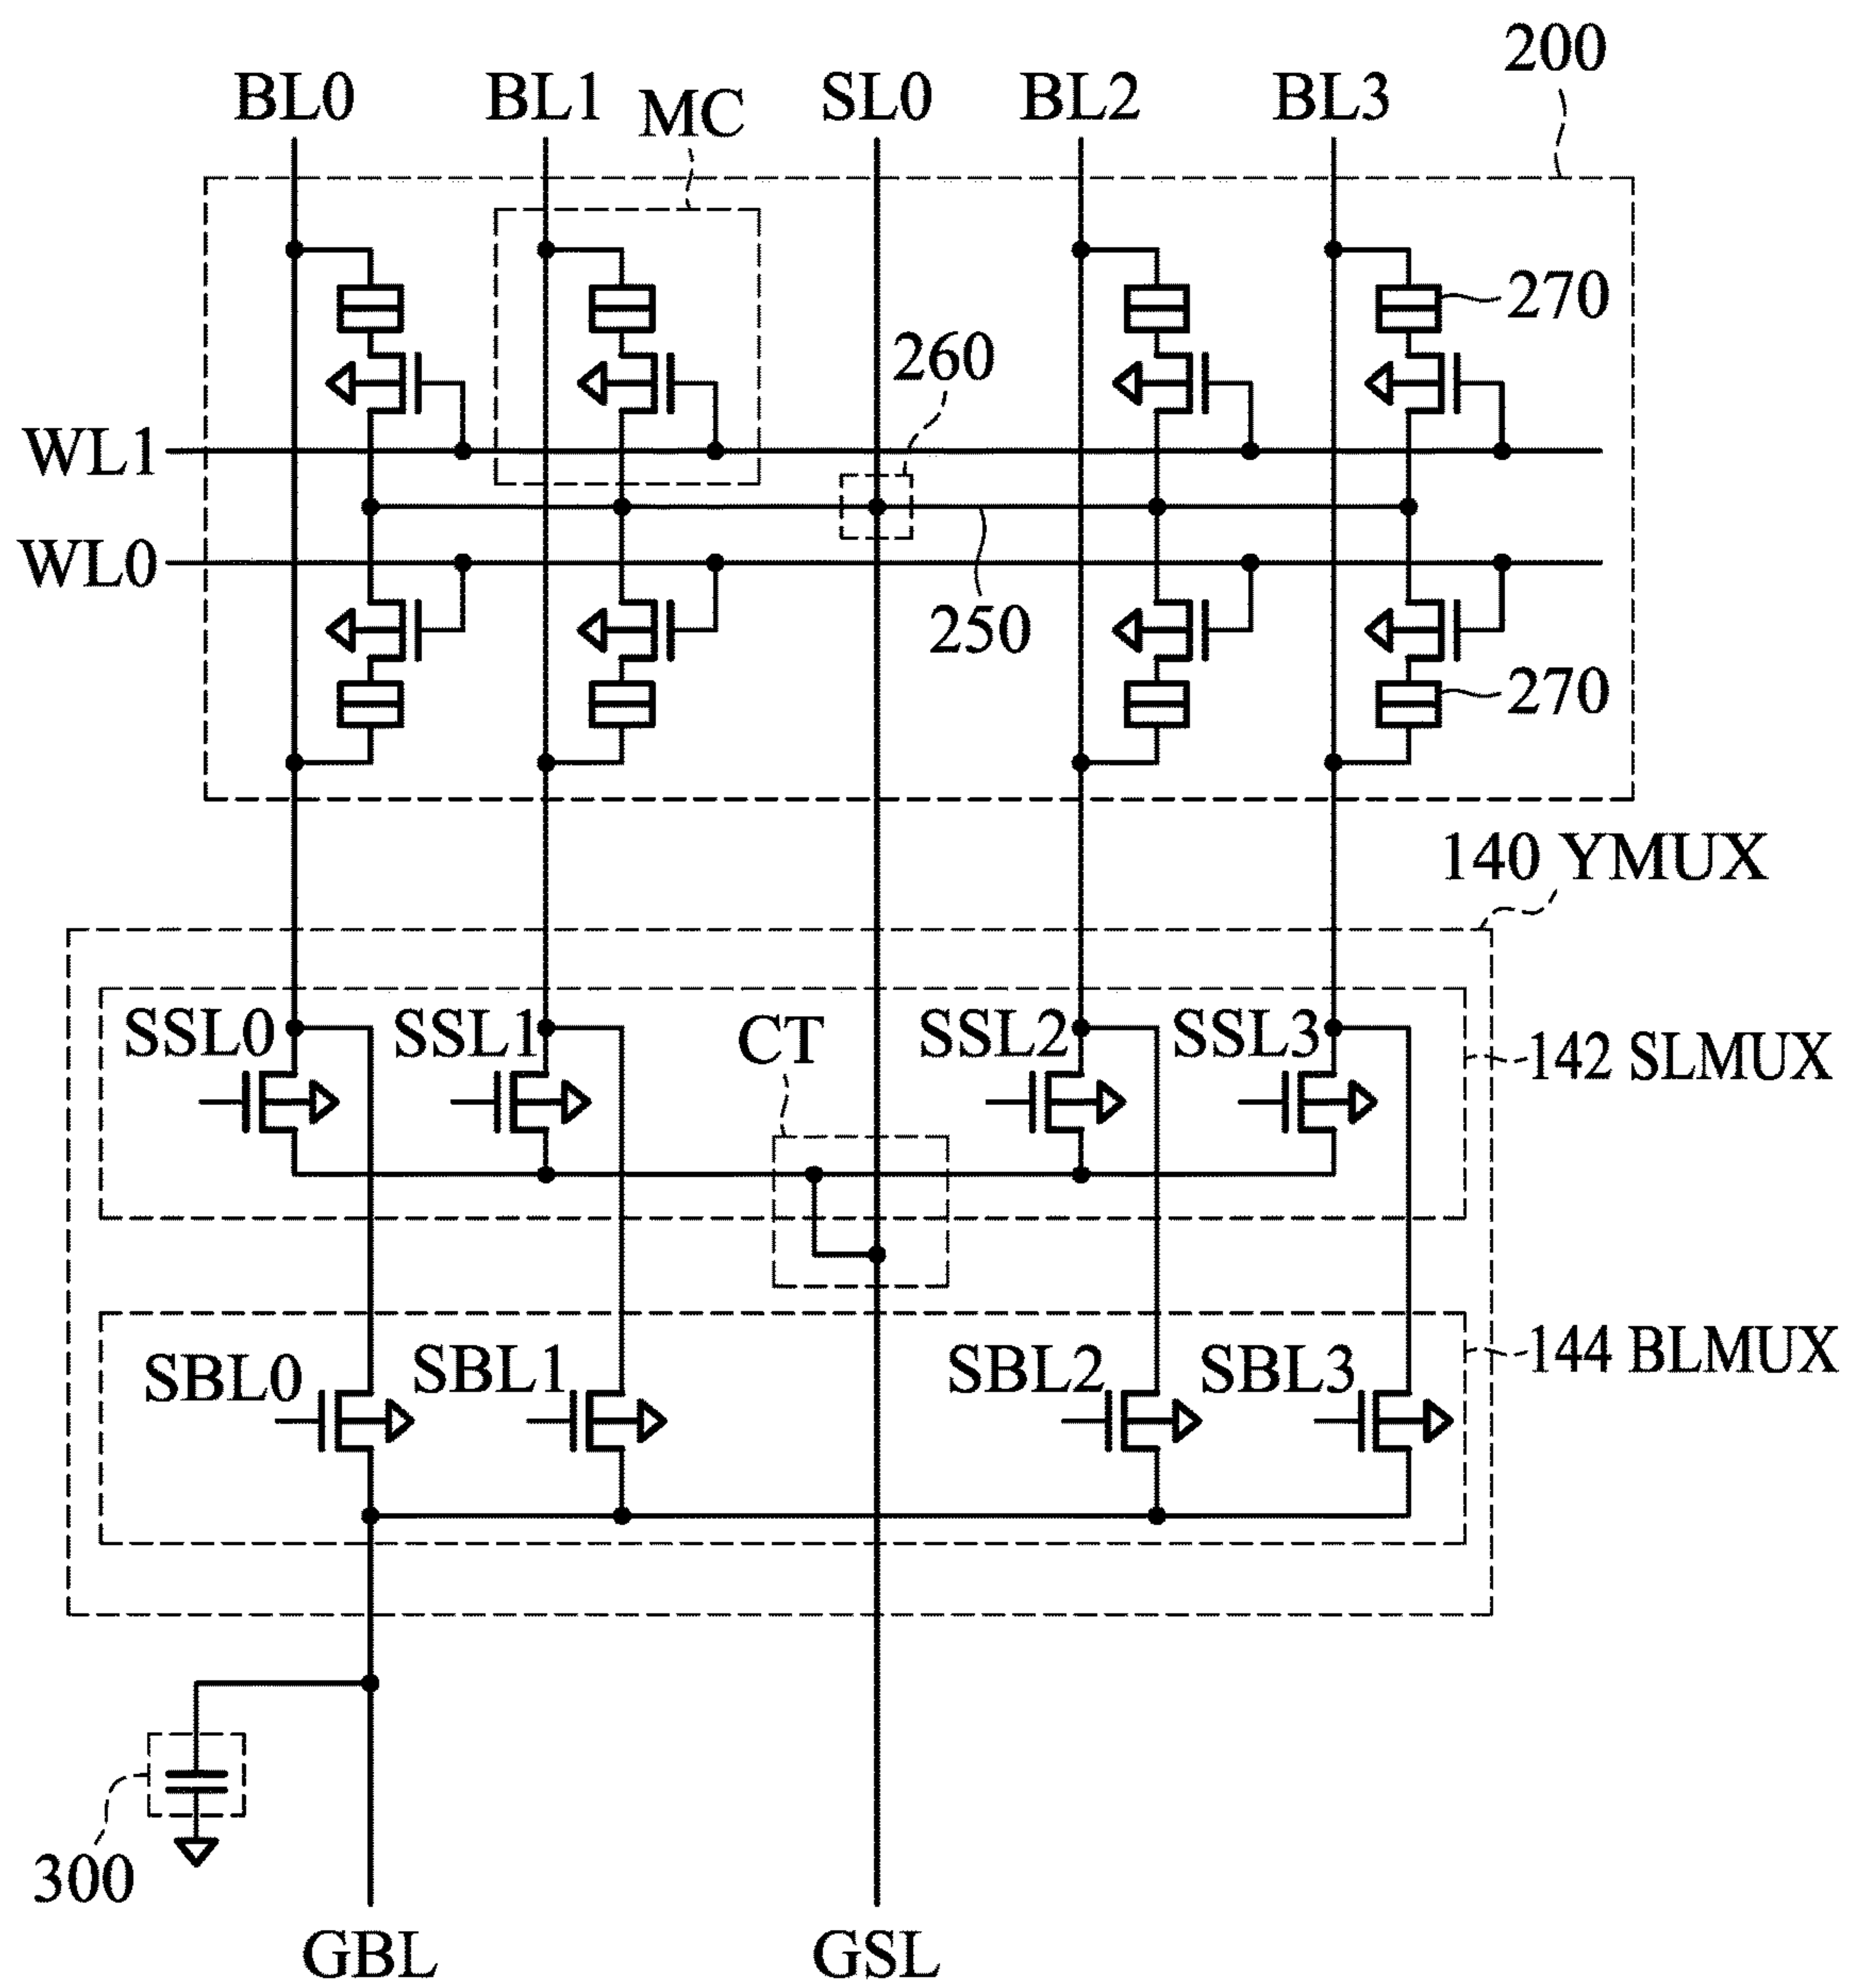 200
BL0 BL1 MC SL0 BL2 BL3
270
260
WL1
WL0
250
270
140 YMUX
SSL0 SSL1 CT SSL2 SSL3
142 SLMUX
SBL0 SBL1 SBL2 SBL3
144 BLMUX
300
GBL GSL